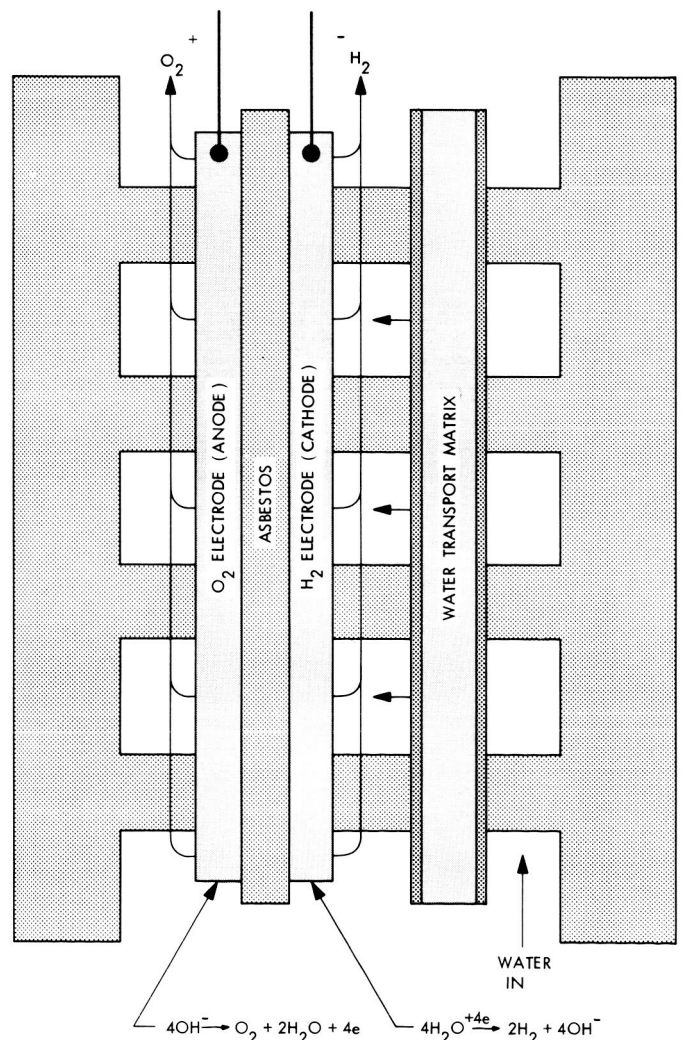 +
-
O₂
H₂
O₂ ELECTRODE (ANODE)
ASBESTOS
H₂ ELECTRODE (CATHODE)
WATER TRANSPORT MATRIX
WATER
IN
4OH⁻ → O₂ + 2H₂O + 4e
4H₂O +4e → 2H₂ + 4OH⁻